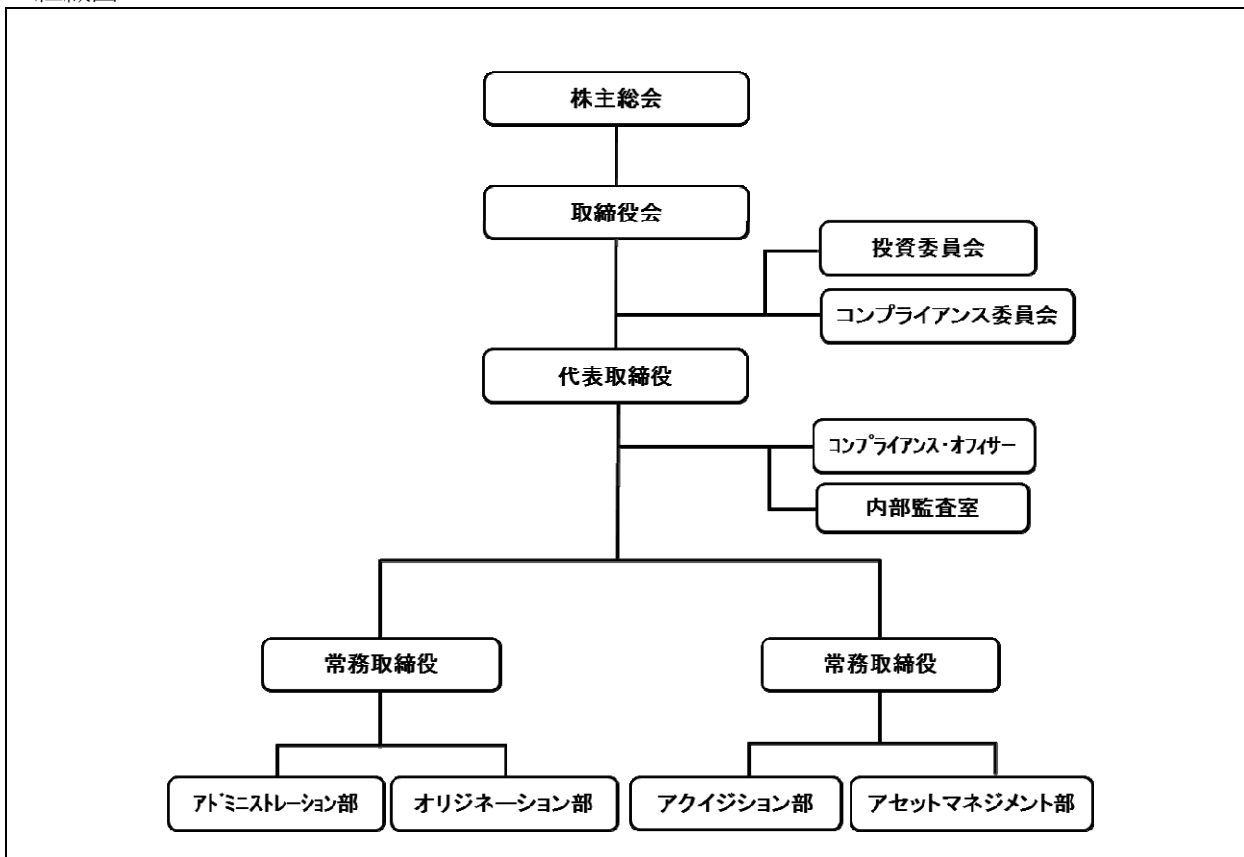 株主総会
取締役会
投資委員会
コンプライアンス委員会
代表取締役
コンプライアンス・オフィサー
内部監査室
常務取締役
常務取締役
アドミニストレーション部
オリジネーション部
アクイジション部
アセットマネジメント部